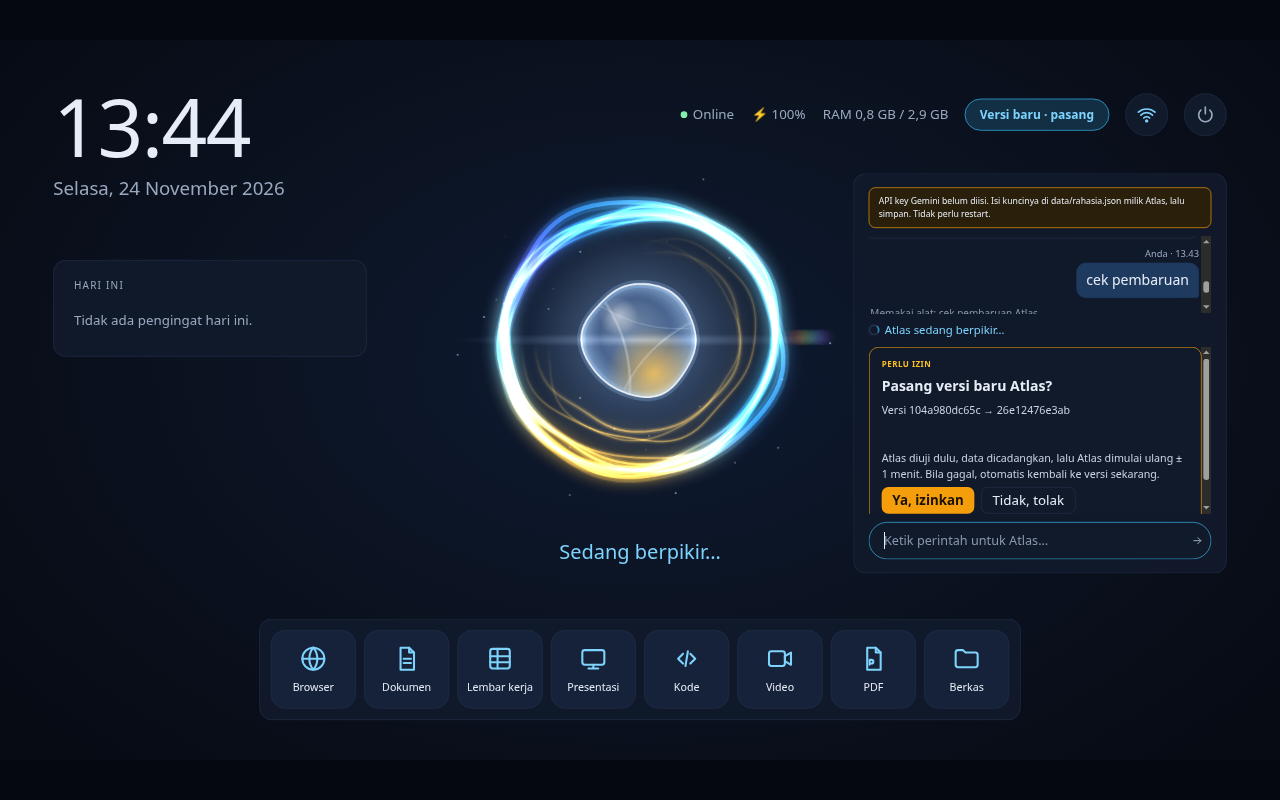 13:44
Selasa, 24 November 2026
Online
⚡ 100%
RAM 0,8 GB / 2,9 GB
Versi baru · pasang
HARI INI
Tidak ada pengingat hari ini.
Sedang berpikir...
API key Gemini belum diisi. Isi kuncinya di data/rahasia.json milik Atlas, lalu
simpan. Tidak perlu restart.
Anda · 13.43
cek pembaruan
Memakai alat: cek pembaruan Atlas
Atlas sedang berpikir...
PERLU IZIN
Pasang versi baru Atlas?
Versi 104a980dc65c → 26e12476e3ab
Atlas diuji dulu, data dicadangkan, lalu Atlas dimulai ulang ±
1 menit. Bila gagal, otomatis kembali ke versi sekarang.
Ya, izinkan
Tidak, tolak
Ketik perintah untuk Atlas...
Browser
Dokumen
Lembar kerja
Presentasi
Kode
Video
PDF
Berkas